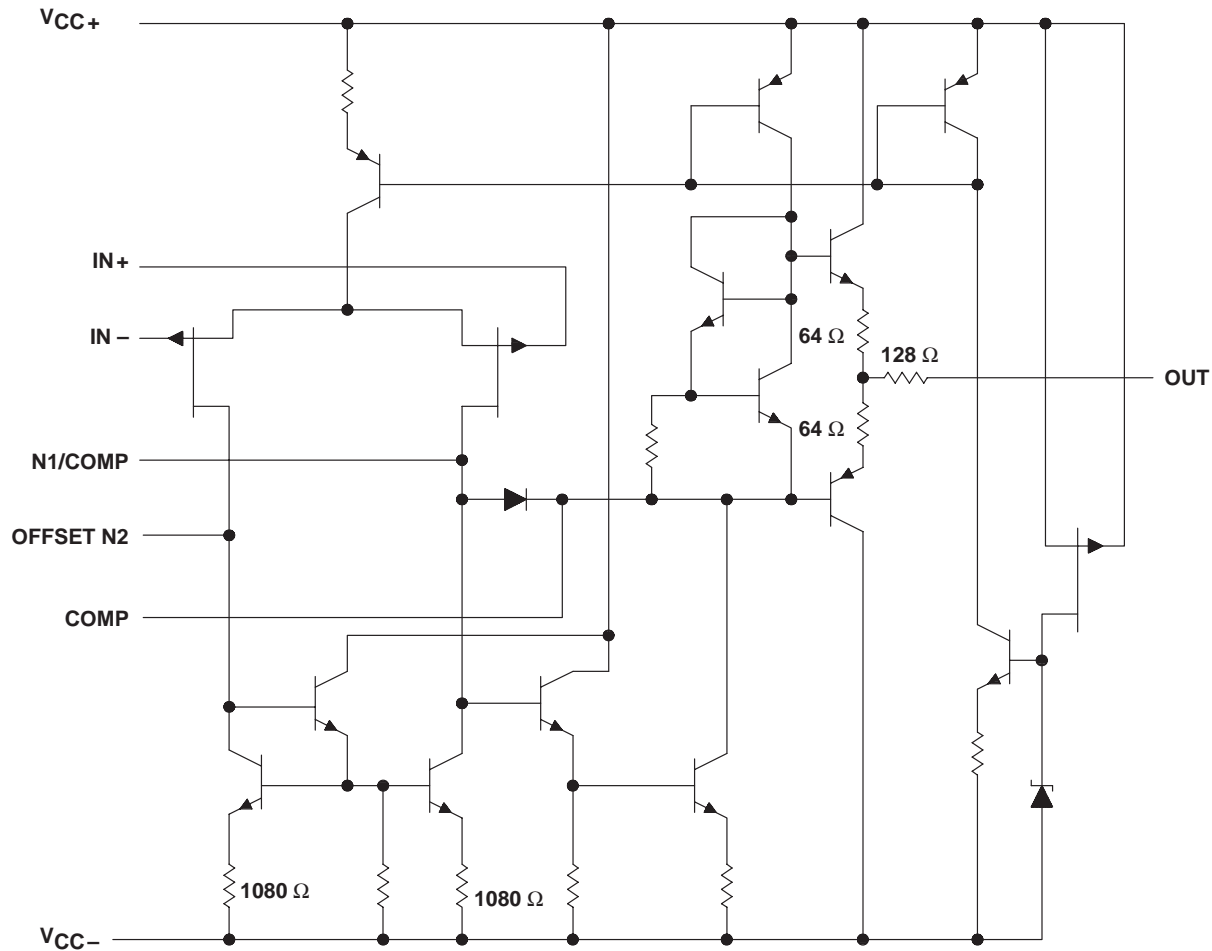 VCC+
IN+
IN−
64 Ω
128 Ω
OUT
64 Ω
N1/COMP
OFFSET N2
COMP
1080 Ω
1080 Ω
VCC−